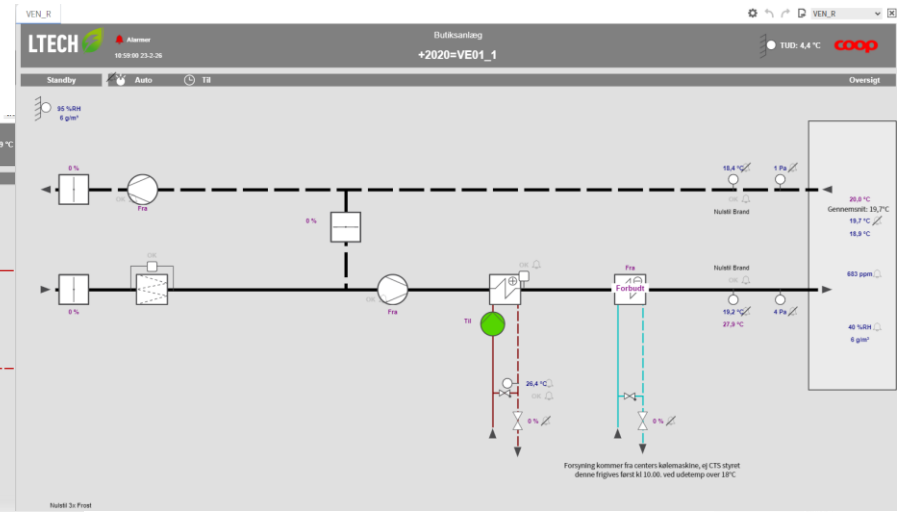 VEN_R
VEN_R
LTECH
Alarmer
10:59:00 23-2-26
Butiksanlæg
+2020=VE01_1
TUD: 4,4 °C
coop
Standby
Auto
Til
Oversigt
95 %RH
6 g/m³
9 °C
0 %
OK
Fra
0 %
18,4 °C
1 Pa
OK
Nulstil Brand
20,0 °C
Gennemsnit: 19,7°C
19,7 °C
18,9 °C
OK
0 %
OK
Fra
OK
Til
Fra
Forbudt
Nulstil Brand
OK
19,2 °C
27,9 °C
4 Pa
683 ppm
40 %RH
6 g/m³
26,4 °C
OK
0 %
0 %
Forsyning kommer fra centers kølemaskine, ej CTS styret
denne frigives først kl 10.00. ved udetemp over 18°C
Nulstil 3x Frost